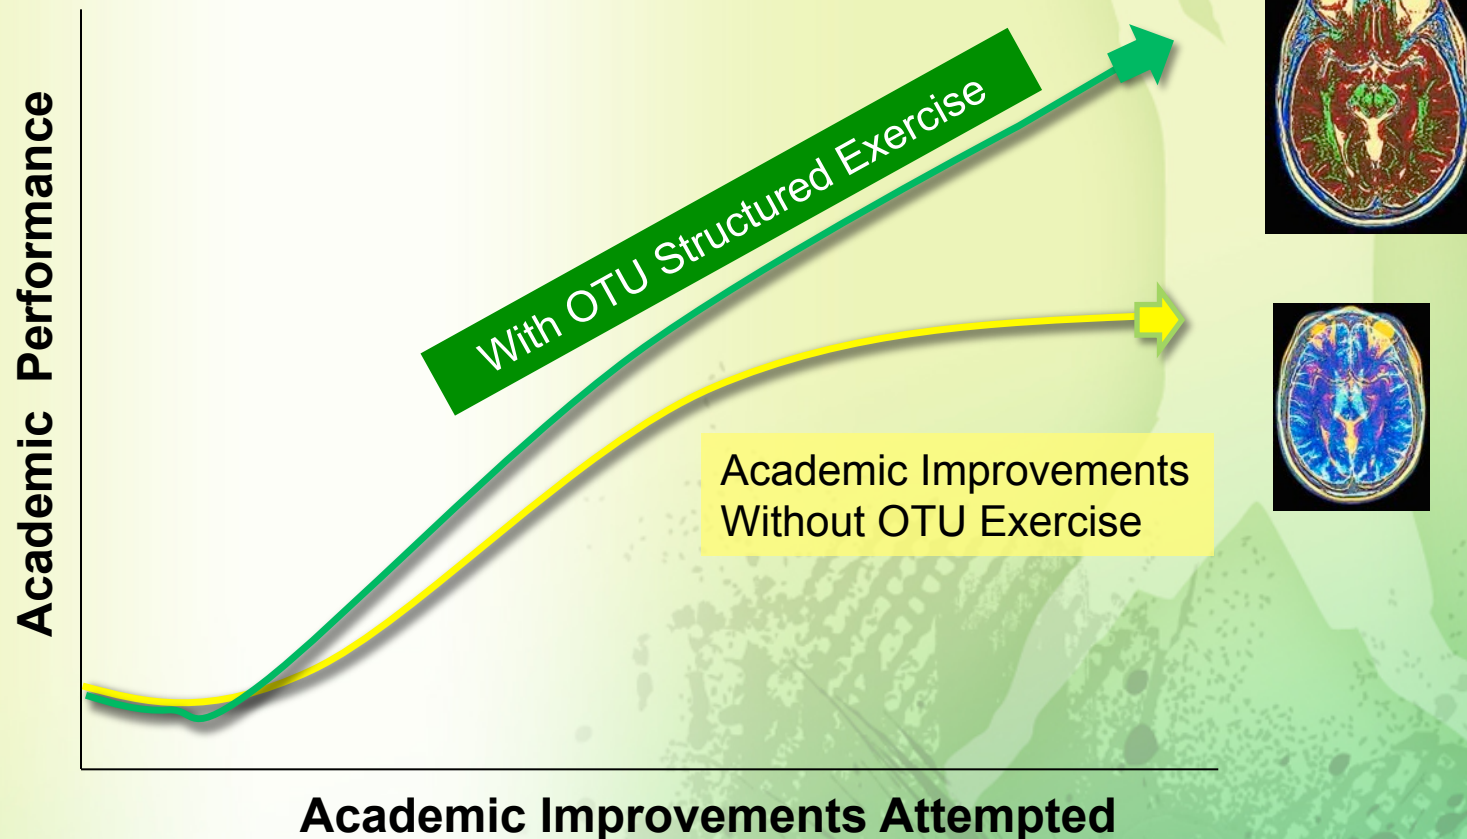 Academic Performance
With OTU Structured Exercise
Academic Improvements
Without OTU Exercise
Academic Improvements Attempted